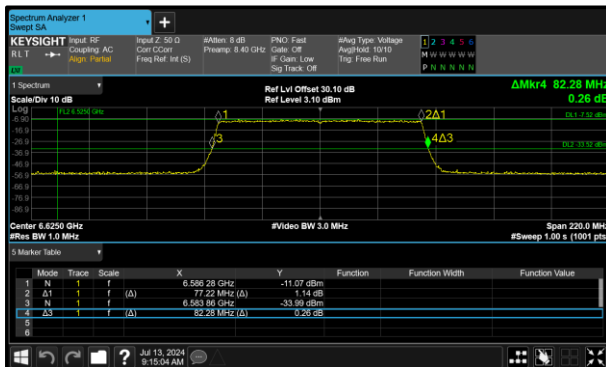 Spectrum Analyzer 1
Swept SA
KEYSIGHT Input: RF Input Z: 50 Ω #Atten: 8 dB PNO: Fast #Avg Type: Voltage 1 2 3 4 5 6
RLT Coupling: AC Corr CCorr Preamp: 8.40 GHz Gate: Off Avg|Hold: 10/10 M W W W W W
Align: Partial Freq Ref: Int (S) IF Gain: Low Trig: Free Run
Sig Track: Off P N N N N N
1 Spectrum Ref Lvl Offset 30.10 dB ΔMkr4 82.28 MHz
Scale/Div 10 dB Ref Level 3.10 dBm 0.26 dB
Log FL2 6.5250 GHz
-6.90 1 2Δ1 DL1 -7.52 dBm
-16.9
-26.9 3 4Δ3 DL2 -33.52 dBm
-36.9
-46.9
-56.9
-66.9
-76.9
-86.9
Center 6.6250 GHz #Video BW 3.0 MHz Span 220.0 MHz
#Res BW 1.0 MHz #Sweep 1.00 s (1001 pts
5 Marker Table
Mode Trace Scale X Y Function Function Width Function Value
1 N 1 f 6.586 28 GHz -11.07 dBm
2 Δ1 1 f (Δ) 77.22 MHz (Δ) 1.14 dB
3 N 1 f 6.583 86 GHz -33.99 dBm
4 Δ3 1 f (Δ) 82.28 MHz (Δ) 0.26 dB
5
6
? Jul 13, 2024
9:15:04 AM